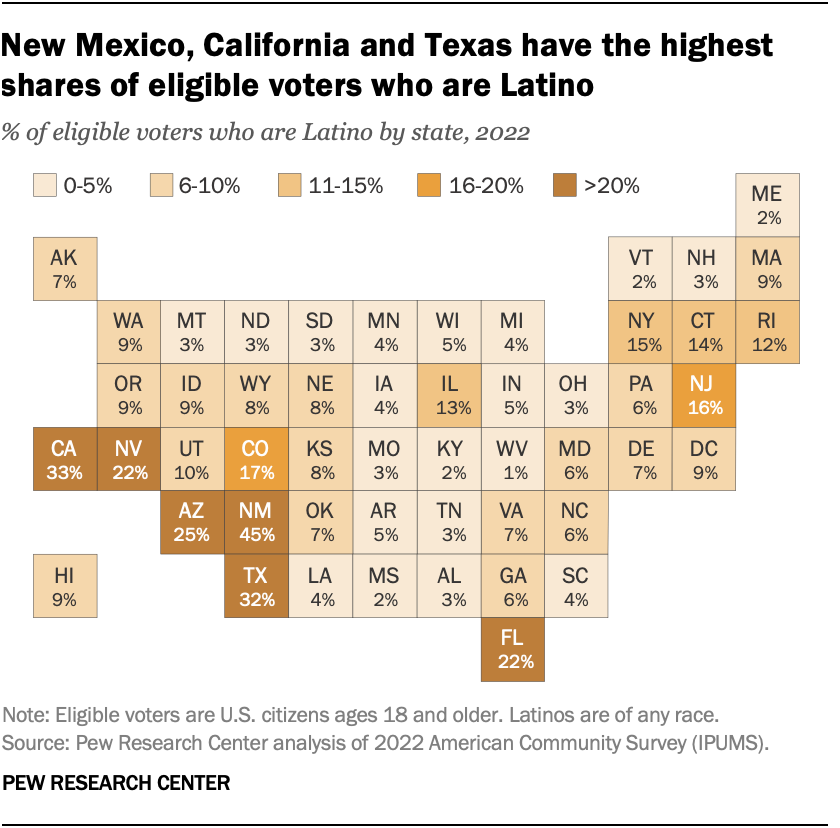 New Mexico, California and Texas have the highest
shares of eligible voters who are Latino
% of eligible voters who are Latino by state, 2022
0-5% 6-10% 11-15% 16-20% >20%
ME
2%
AK VT NH MA
7% 2% 3% 9%
WA MT ND SD MN WI MI NY CT RI
9% 3% 3% 3% 4% 5% 4% 15% 14% 12%
OR ID WY NE IA IL IN OH PA NJ
9% 9% 8% 8% 4% 13% 5% 3% 6% 16%
CA NV UT CO KS MO KY WV MD DE DC
33% 22% 10% 17% 8% 3% 2% 1% 6% 7% 9%
AZ NM OK AR TN VA NC
25% 45% 7% 5% 3% 7% 6%
HI TX LA MS AL GA SC
9% 32% 4% 2% 3% 6% 4%
FL
22%
Note: Eligible voters are U.S. citizens ages 18 and older. Latinos are of any race.
Source: Pew Research Center analysis of 2022 American Community Survey (IPUMS).
PEW RESEARCH CENTER